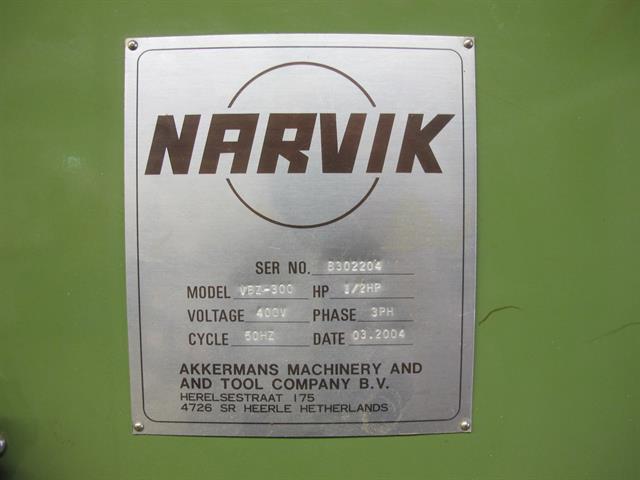 NARVIK
SER NO. B302204
MODEL VBZ-300 HP 1/2HP
VOLTAGE 400V PHASE 3PH
CYCLE 50HZ DATE 03.2004
AKKERMANS MACHINERY AND
AND TOOL COMPANY B.V.
HERELSESTRAAT 175
4726 SR HEERLE HETHERLANDS